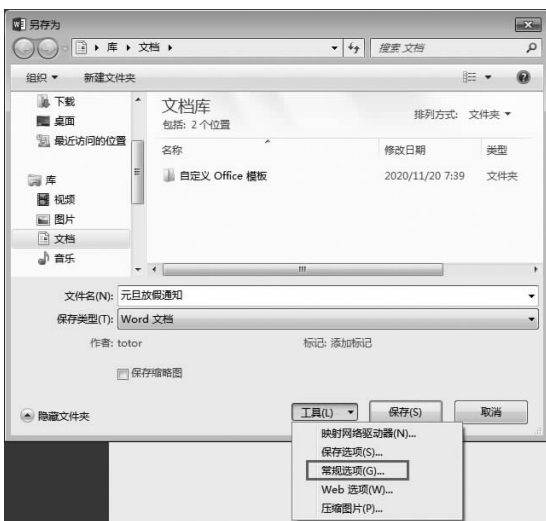 另存为
库 文档
搜索 文档
组织 新建文件夹
下载
桌面
最近访问的位置
库
视频
图片
文档
音乐
文档库
包括: 2 个位置
排列方式: 文件夹
名称 修改日期 类型
自定义 Office 模板 2020/11/20 7:39 文件夹
文件名(N): 元旦放假通知
保存类型(T): Word 文档
作者: totor 标记: 添加标记
保存缩略图
隐藏文件夹 工具(L) 保存(S) 取消
映射网络驱动器(N)...
保存选项(S)...
常规选项(G)...
Web 选项(W)...
压缩图片(P)...